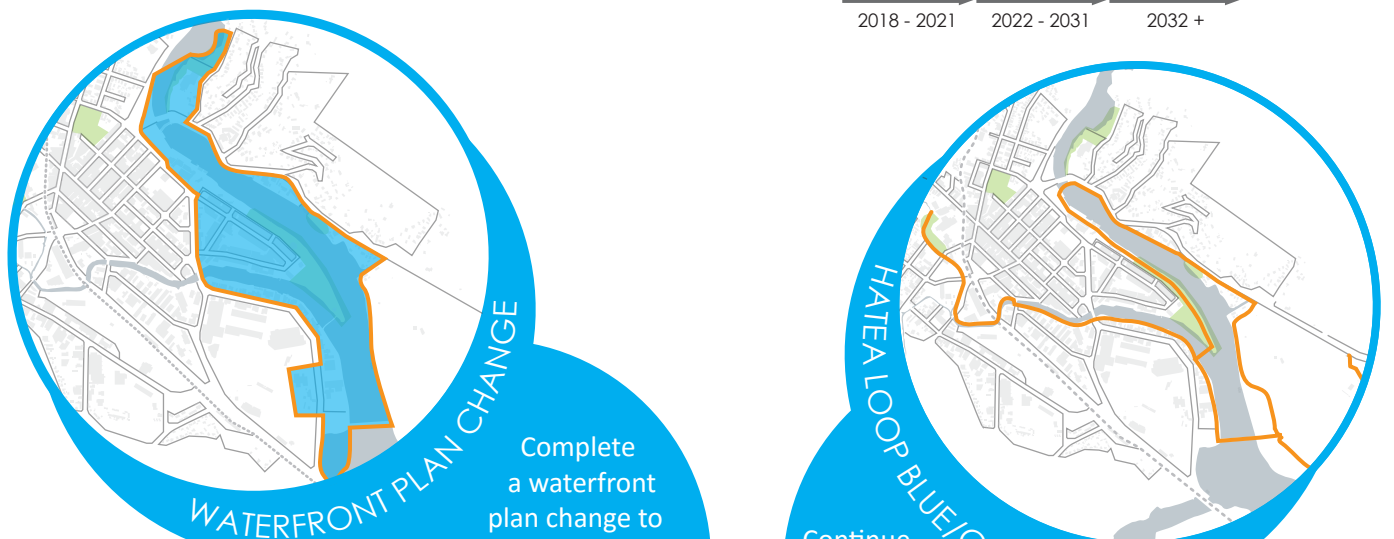 2018 - 2021
2022 - 2031
2032 +
WATERFRONT PLAN CHANGE
Complete
a waterfront
plan change to
HATEA LOOP BLUE/
Continue